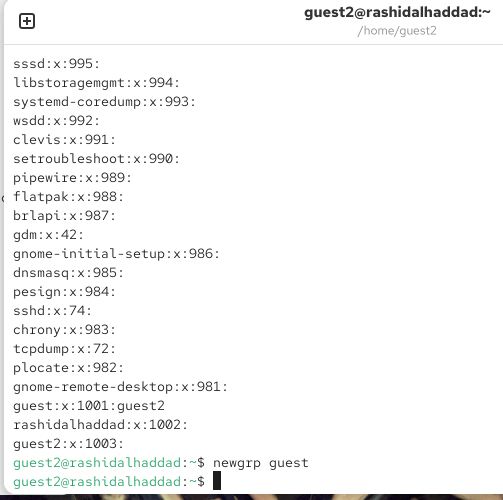 guest2@rashidalhaddad:~
/home/guest2
sssd:x:995:
libstoragemgmt:x:994:
systemd-coredump:x:993:
wsdd:x:992:
clevis:x:991:
setroubleshoot:x:990:
pipewire:x:989:
flatpak:x:988:
brlapi:x:987:
gdm:x:42:
gnome-initial-setup:x:986:
dnsmasq:x:985:
pesign:x:984:
sshd:x:74:
chrony:x:983:
tcpdump:x:72:
plocate:x:982:
gnome-remote-desktop:x:981:
guest:x:1001:guest2
rashidalhaddad:x:1002:
guest2:x:1003:
guest2@rashidalhaddad:~$ newgrp guest
guest2@rashidalhaddad:~$